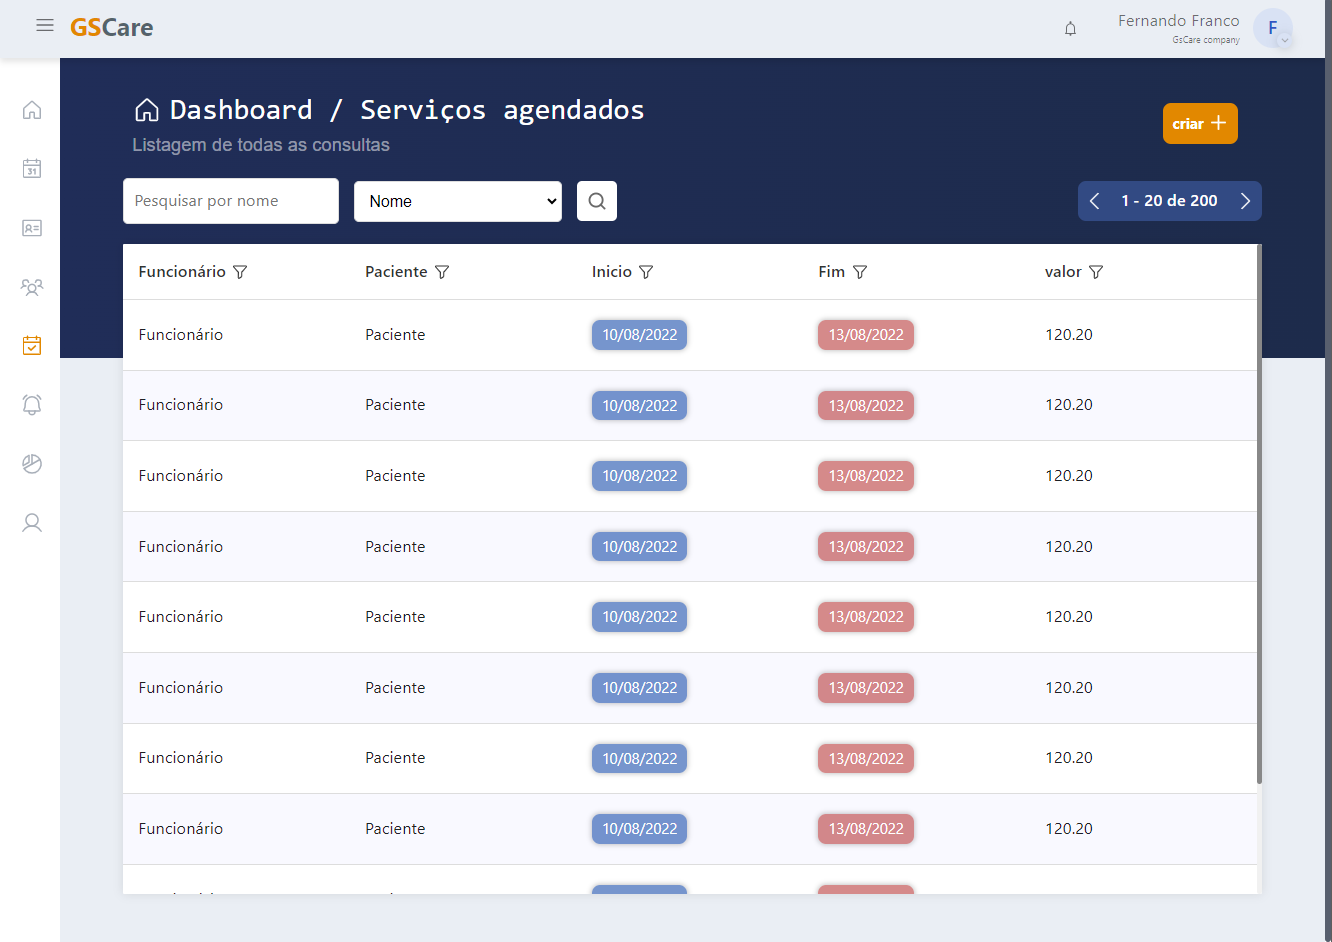 GSCare
Fernando Franco
GsCare company
F
31
Dashboard / Serviços agendados
Listagem de todas as consultas
criar
Pesquisar por nome
Nome
1 - 20 de 200
Funcionário Paciente Inicio Fim valor
Funcionário Paciente 10/08/2022 13/08/2022 120.20
Funcionário Paciente 10/08/2022 13/08/2022 120.20
Funcionário Paciente 10/08/2022 13/08/2022 120.20
Funcionário Paciente 10/08/2022 13/08/2022 120.20
Funcionário Paciente 10/08/2022 13/08/2022 120.20
Funcionário Paciente 10/08/2022 13/08/2022 120.20
Funcionário Paciente 10/08/2022 13/08/2022 120.20
Funcionário Paciente 10/08/2022 13/08/2022 120.20